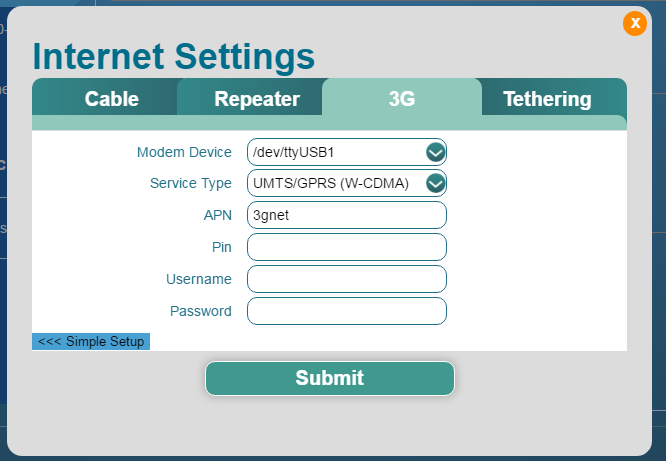 X
Internet Settings
Cable Repeater 3G Tethering
Modem Device /dev/ttyUSB1
Service Type UMTS/GPRS (W-CDMA)
APN 3gnet
Pin
Username
Password
<<< Simple Setup
Submit